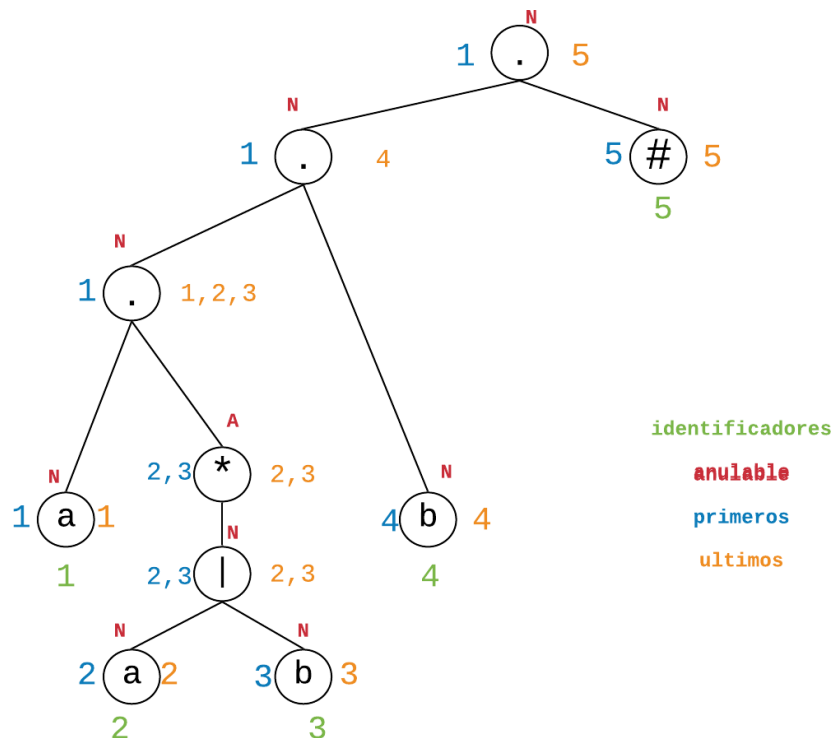 N
1 . 5
N N
1 . 4 5 # 5
5
N
1 . 1,2,3
A
identificadores
2,3 * 2,3
anulable
anulable
N N
1 a 1 4 b 4
primeros
N
ultimos
2,3 | 2,3
1 4
N N
2 a 2 3 b 3
2 3